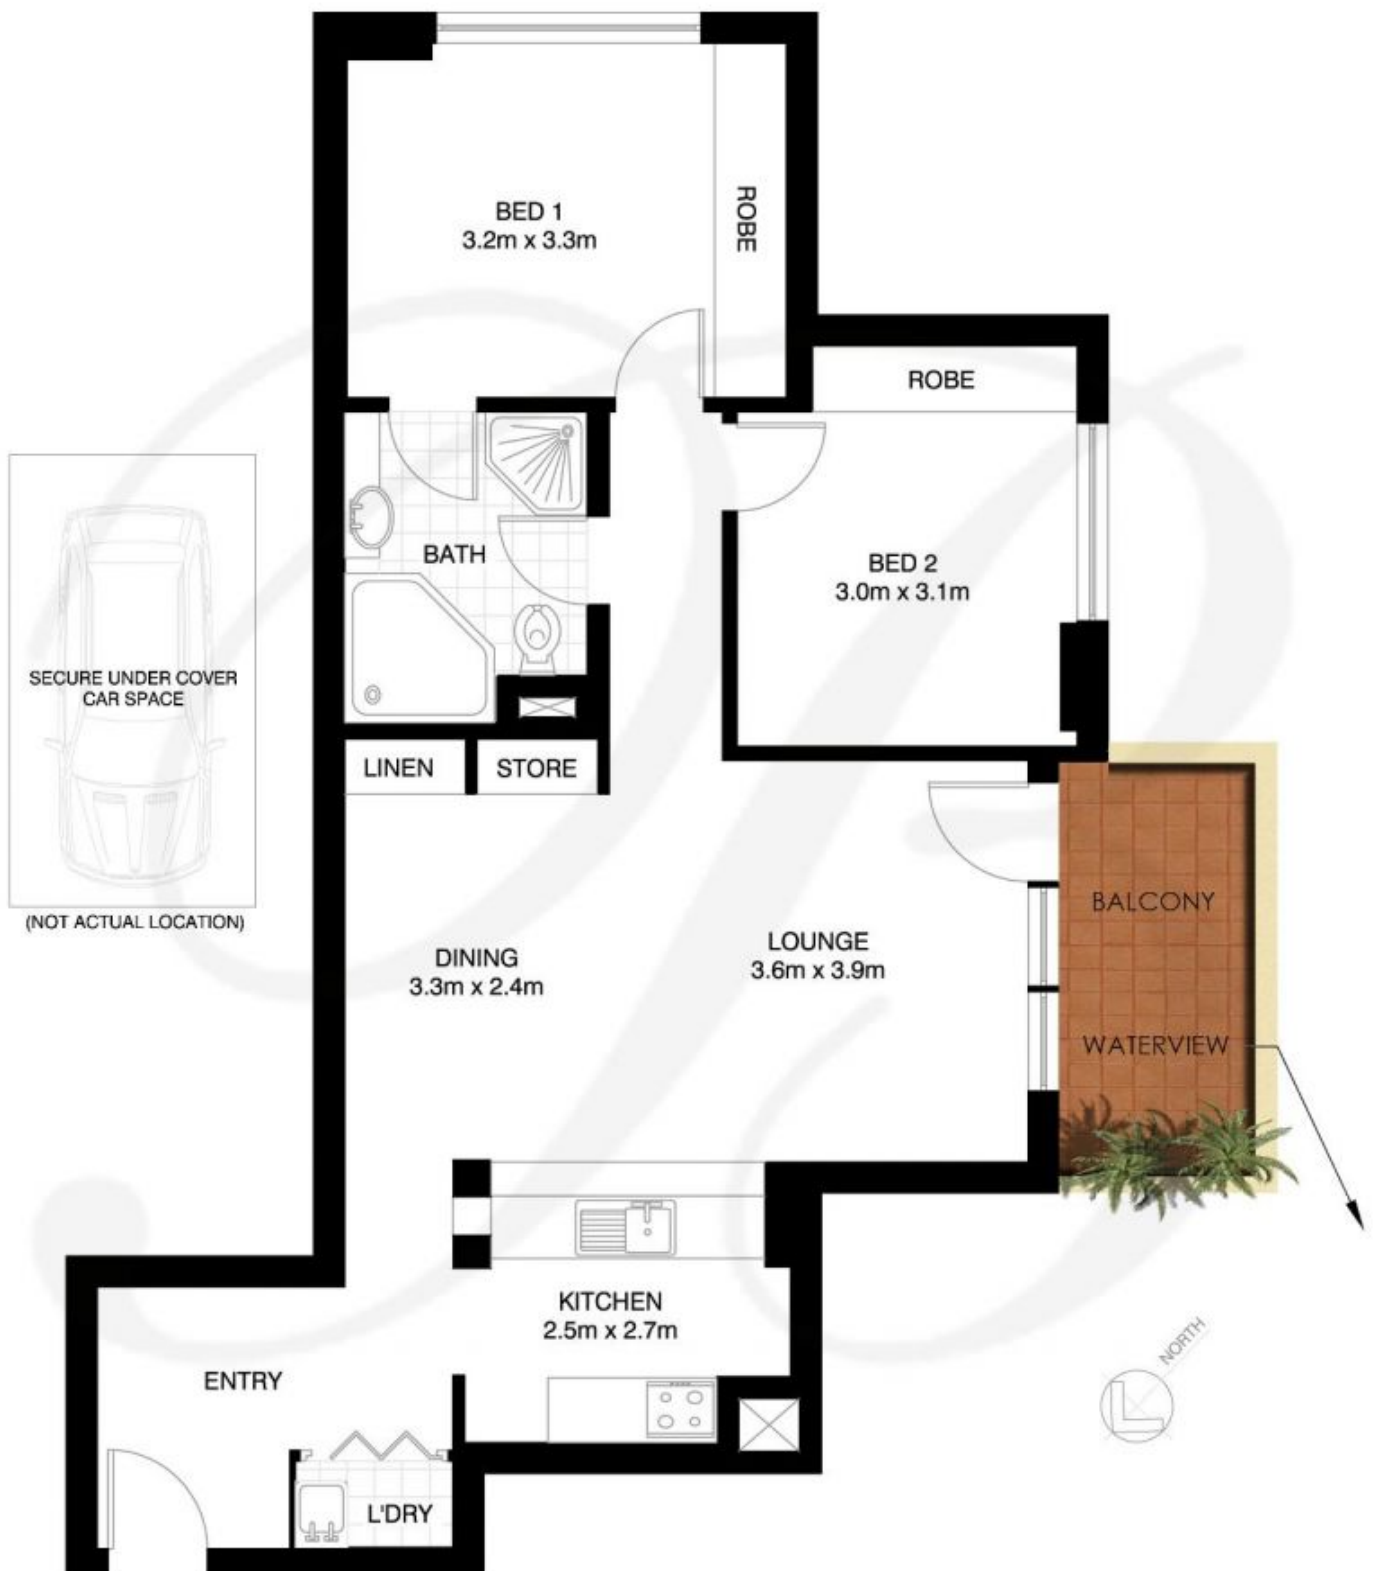 BED 1
3.2m x 3.3m
ROBE
ROBE
BATH
BED 2
3.0m x 3.1m
SECURE UNDER COVER
CAR SPACE
(NOT ACTUAL LOCATION)
LINEN
STORE
DINING
3.3m x 2.4m
LOUNGE
3.6m x 3.9m
BALCONY
WATERVIEW
KITCHEN
2.5m x 2.7m
ENTRY
L'DRY
NORTH